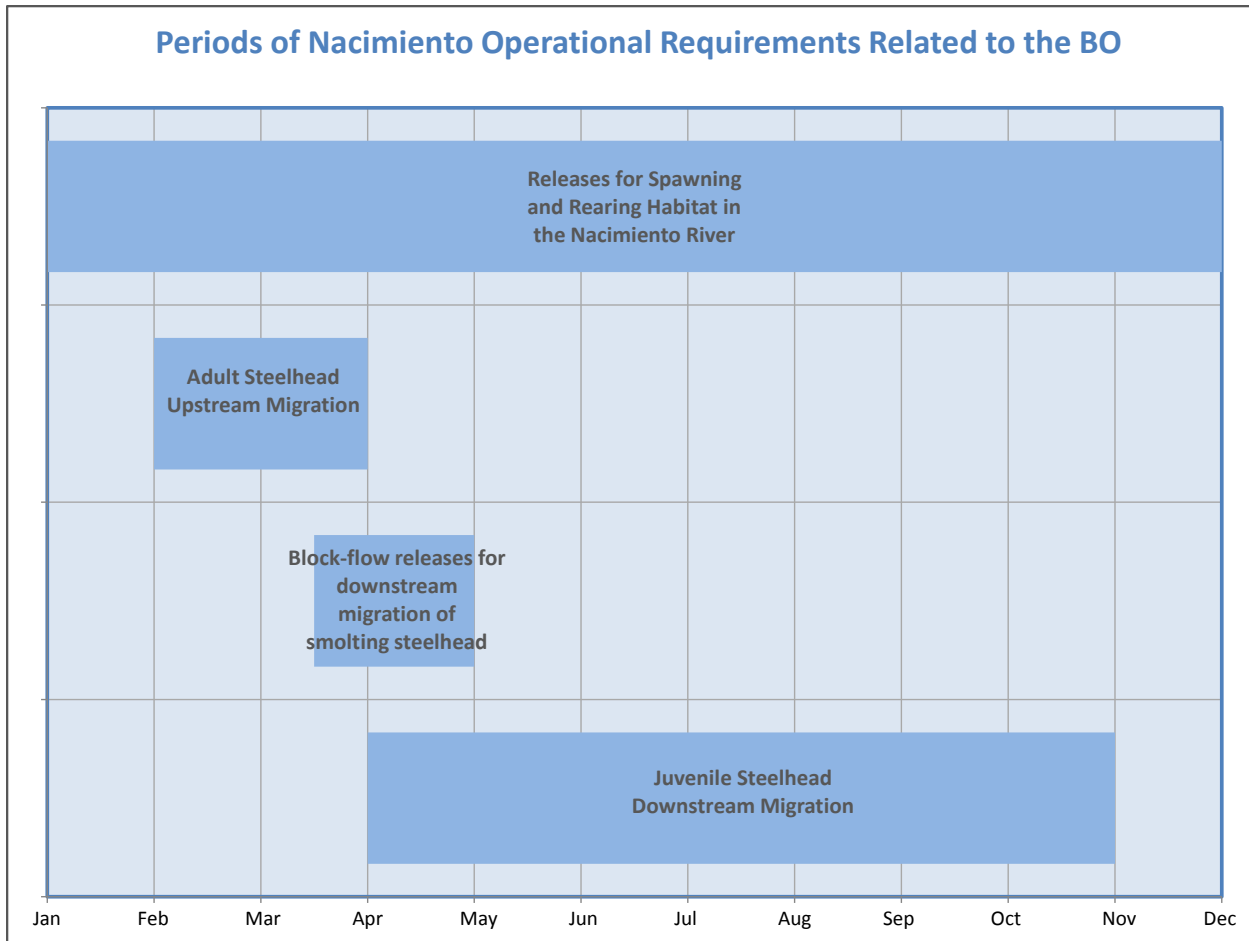 Periods of Nacimiento Operational Requirements Related to the BO
Releases for Spawning
and Rearing Habitat in
the Nacimiento River
Adult Steelhead
Upstream Migration
Block-flow releases for
downstream
migration of
smolting steelhead
Juvenile Steelhead
Downstream Migration
Jan Feb Mar Apr May Jun Jul Aug Sep Oct Nov Dec